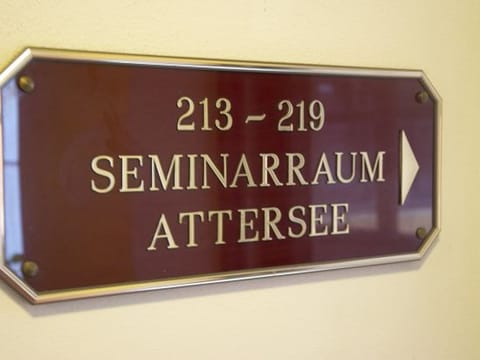 213 ~ 219
SEMINARRAUM
ATTERSEE